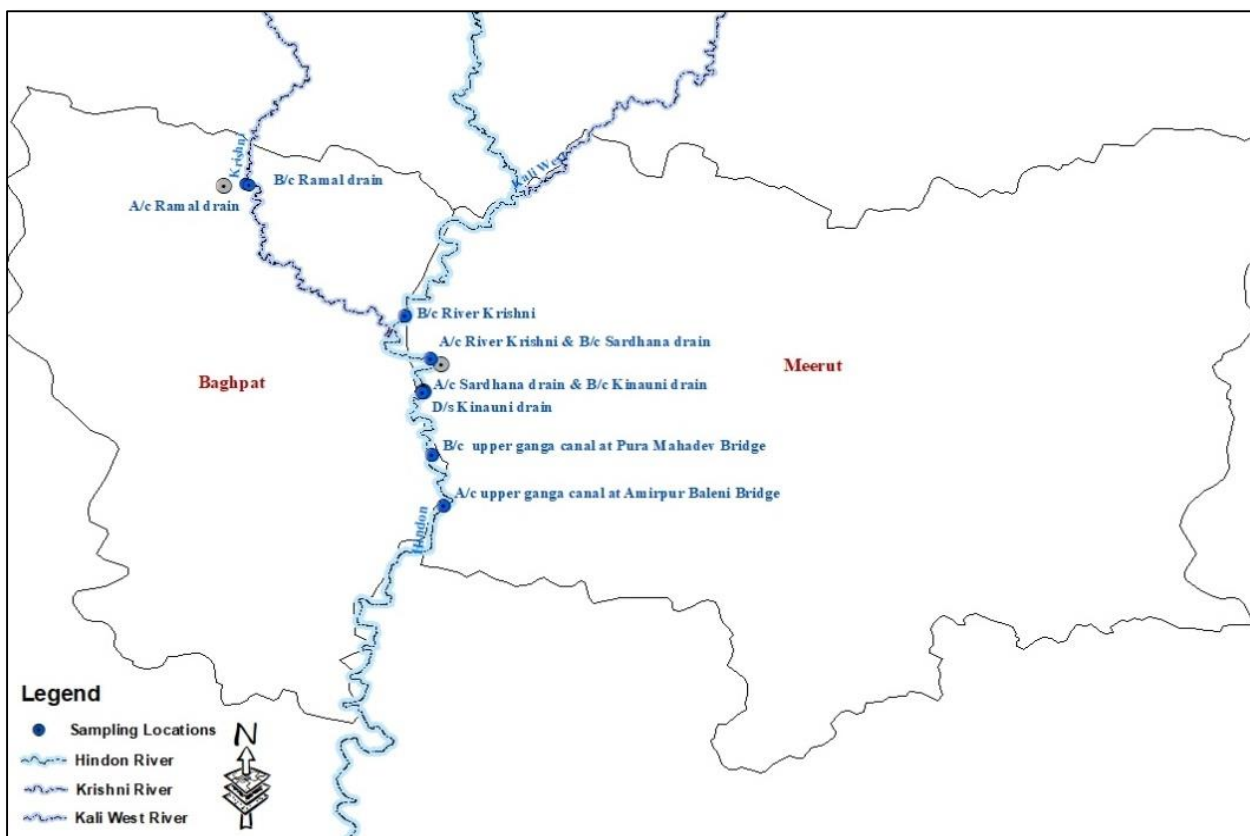 Krishni
B/c Ramal drain
A/c Ramal drain
Kali West
B/c River Krishni
A/c River Krishni & B/c Sardhana drain
Meerut
Baghpat
A/c Sardhana drain & B/c Kinauni drain
D/s Kinauni drain
B/c upper ganga canal at Pura Mahadev Bridge
A/c upper ganga canal at Amirpur Baleni Bridge
Hindon
Legend
Sampling Locations
N
Hindon River
Krishni River
Kali West River